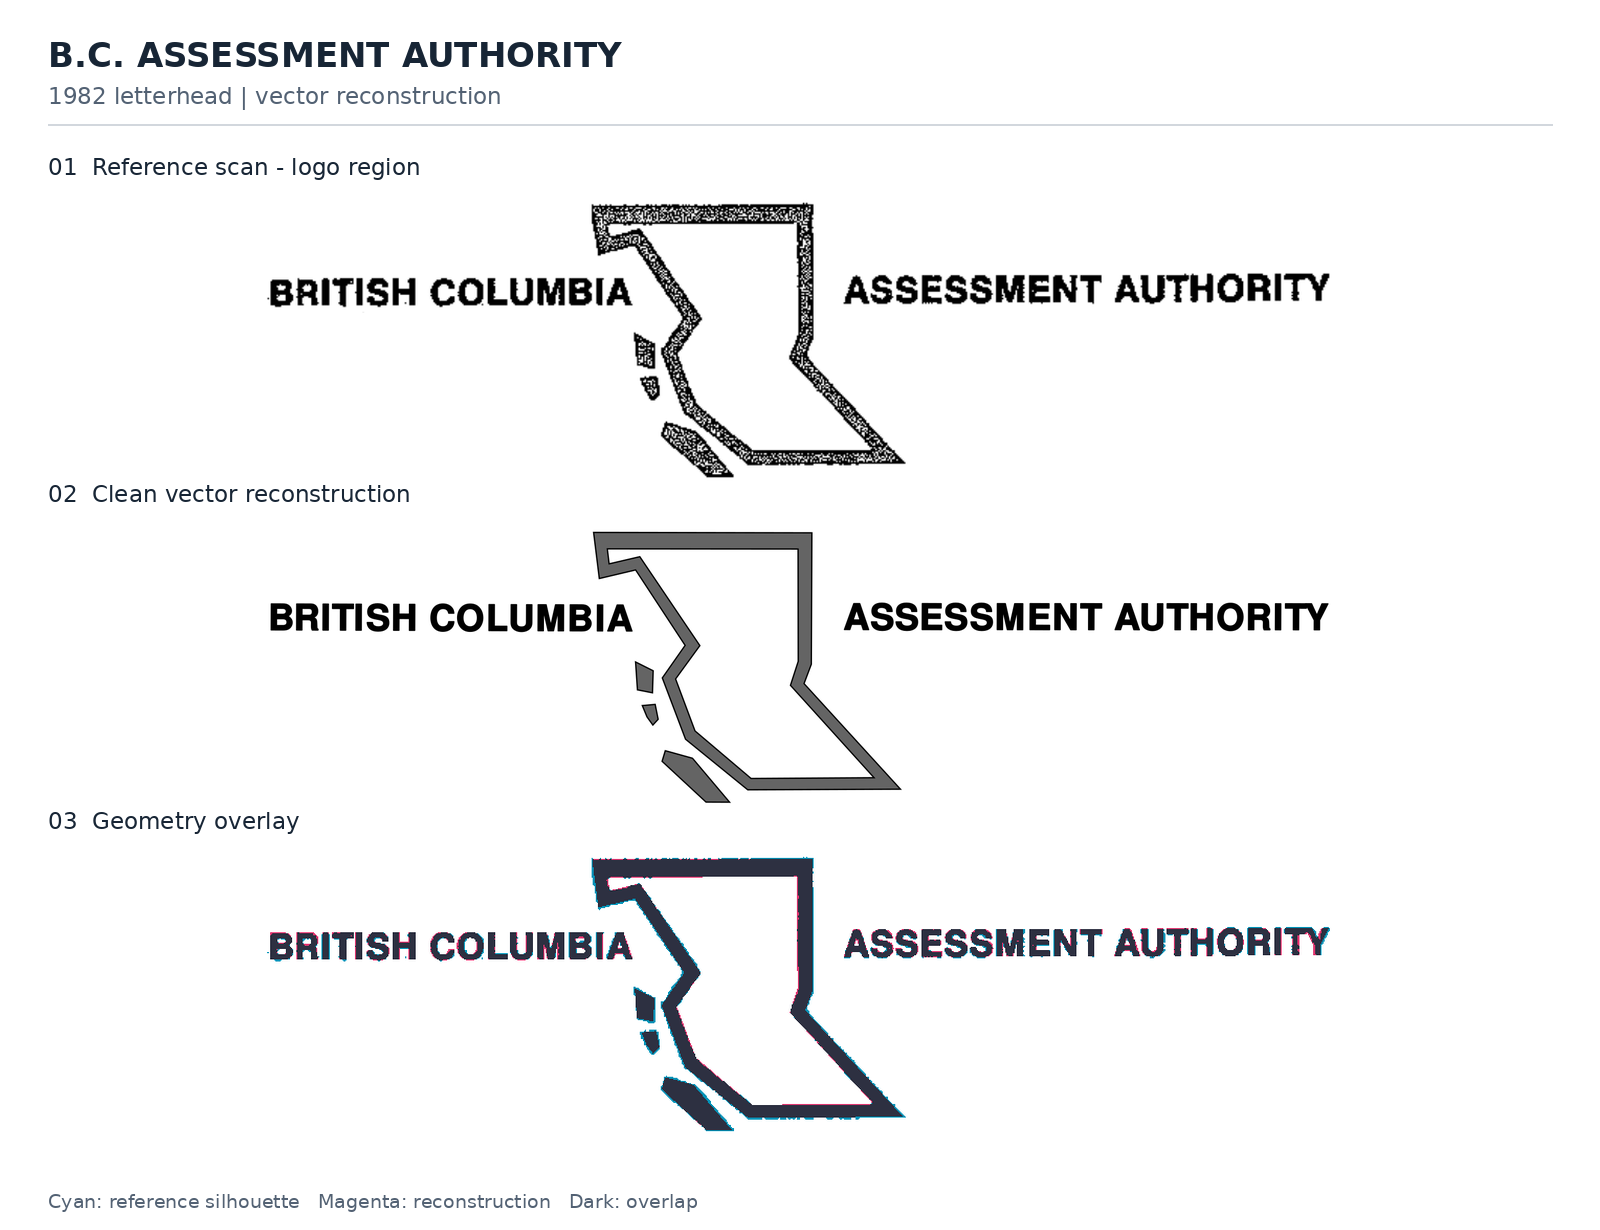 B.C. ASSESSMENT AUTHORITY
1982 letterhead | vector reconstruction
01 Reference scan - logo region
BRITISH COLUMBIA ASSESSMENT AUTHORITY
02 Clean vector reconstruction
BRITISH COLUMBIA ASSESSMENT AUTHORITY
03 Geometry overlay
BRITISH COLUMBIA ASSESSMENT AUTHORITY
Cyan: reference silhouette Magenta: reconstruction Dark: overlap